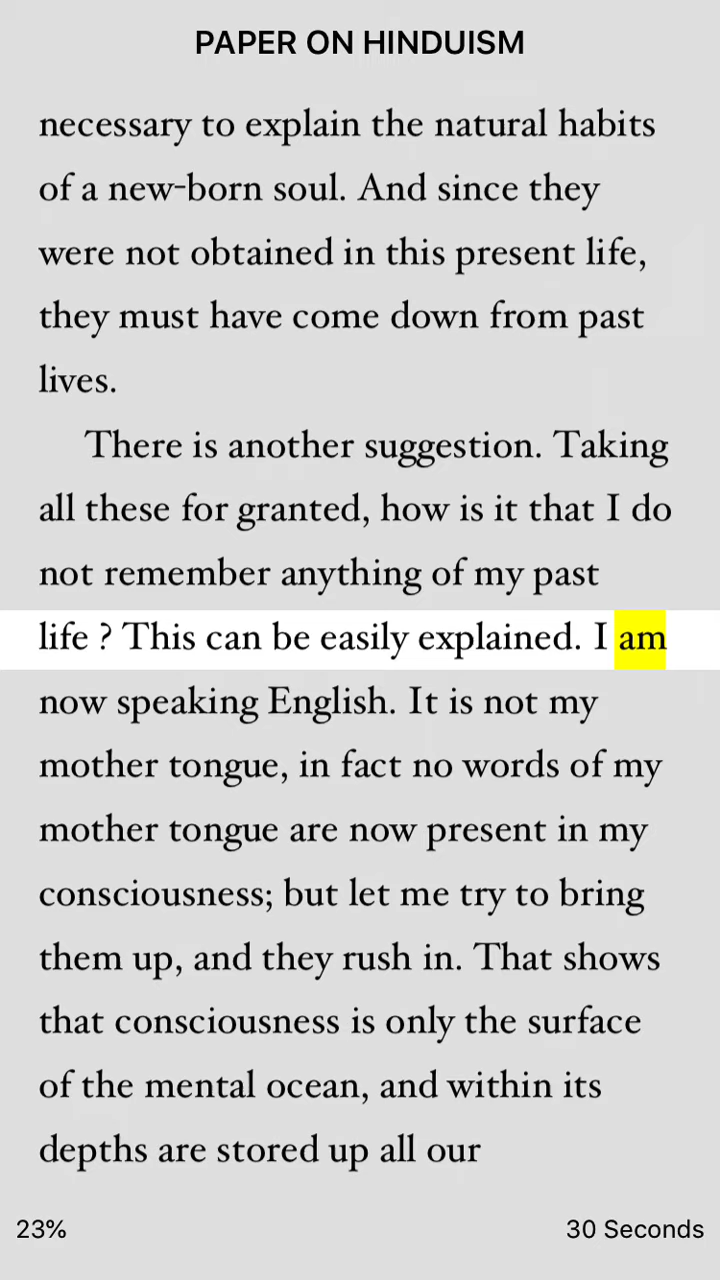 PAPER ON HINDUISM
necessary to explain the natural habits
of a new-born soul. And since they
were not obtained in this present life,
they must have come down from past
lives.
There is another suggestion. Taking
all these for granted, how is it that I do
not remember anything of my past
life ? This can be easily explained. I am
now speaking English. It is not my
mother tongue, in fact no words of my
mother tongue are now present in my
consciousness; but let me try to bring
them up, and they rush in. That shows
that consciousness is only the surface
of the mental ocean, and within its
depths are stored up all our
23%
30 Seconds